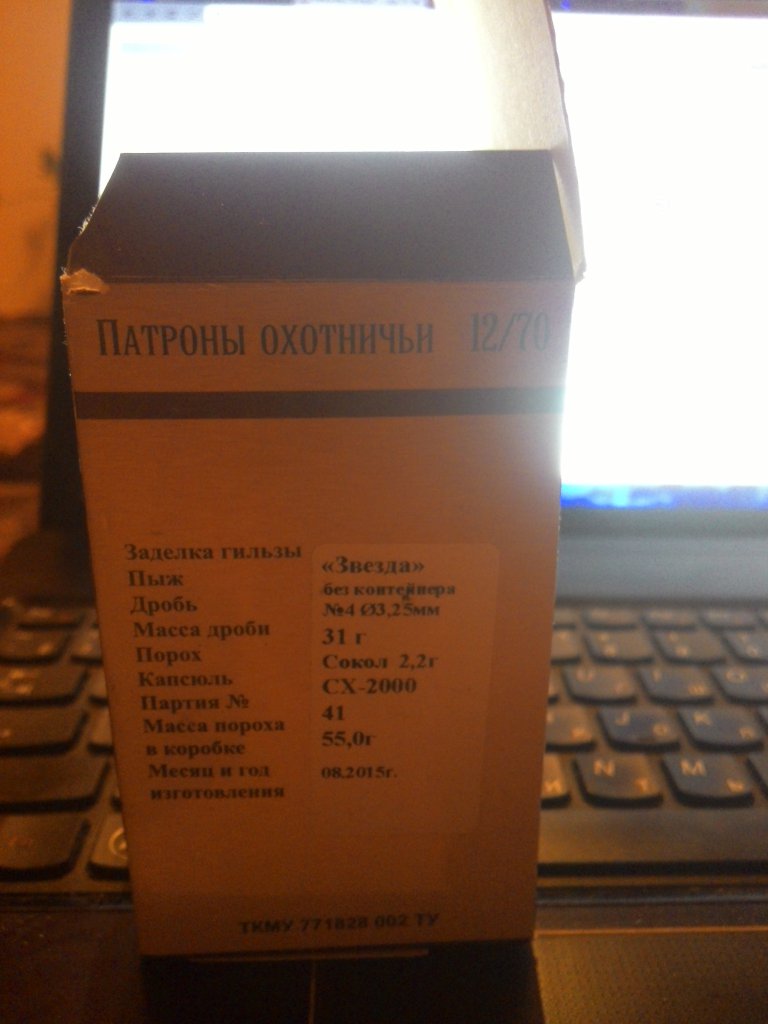 Патроны охотничьи 12/70
Заделка гильзы «Звезда»
Пыж без контейнера
Дробь №4 Ø3,25мм
Масса дроби 31 г
Порох Сокол 2,2г
Капсюль СХ-2000
Партия № 41
Масса пороха
в коробке 55,0г
Месяц и год 08.2015г.
изготовления
ТКМУ 771828 002 ТУ
N
M